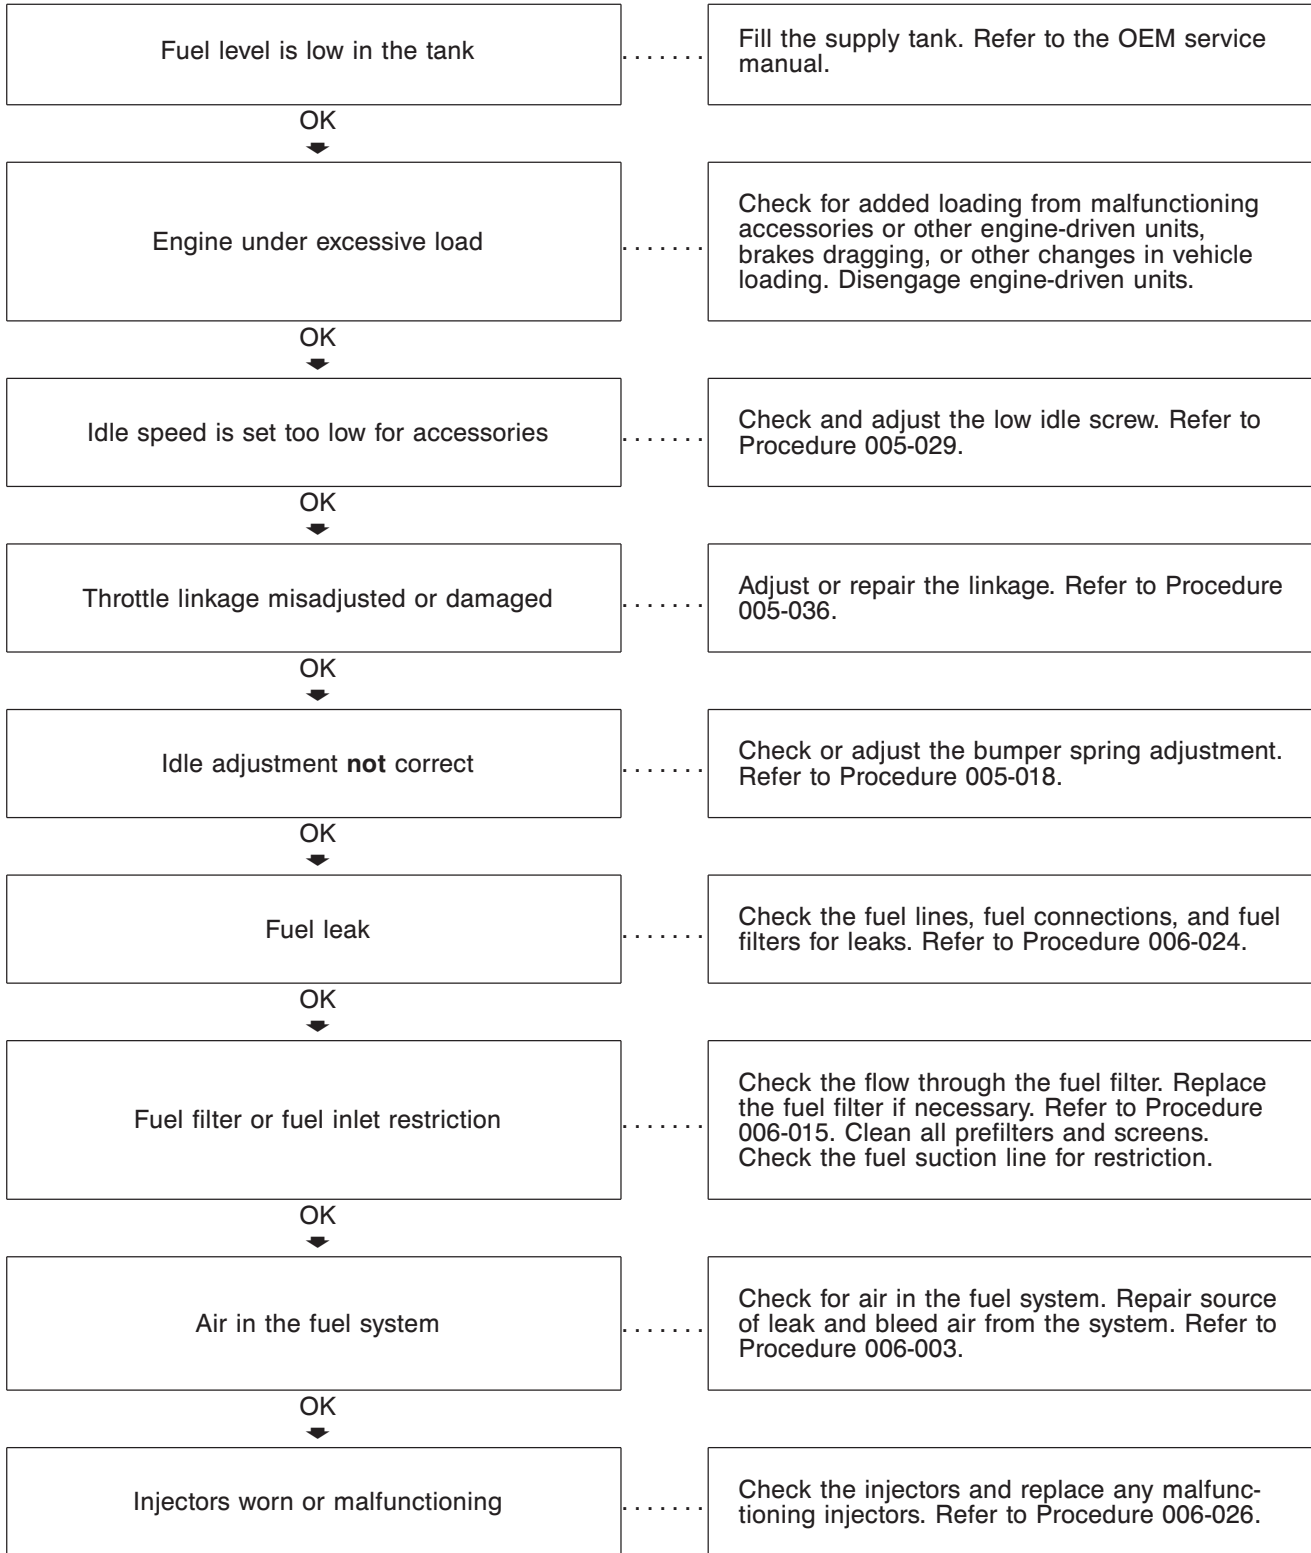 Fuel level is low in the tank
.......
Fill the supply tank. Refer to the OEM service
manual.
OK
Engine under excessive load
.......
Check for added loading from malfunctioning
accessories or other engine-driven units,
brakes dragging, or other changes in vehicle
loading. Disengage engine-driven units.
OK
Idle speed is set too low for accessories
.......
Check and adjust the low idle screw. Refer to
Procedure 005-029.
OK
Throttle linkage misadjusted or damaged
.......
Adjust or repair the linkage. Refer to Procedure
005-036.
OK
Idle adjustment not correct
.......
Check or adjust the bumper spring adjustment.
Refer to Procedure 005-018.
OK
Fuel leak
.......
Check the fuel lines, fuel connections, and fuel
filters for leaks. Refer to Procedure 006-024.
OK
Fuel filter or fuel inlet restriction
.......
Check the flow through the fuel filter. Replace
the fuel filter if necessary. Refer to Procedure
006-015. Clean all prefilters and screens.
Check the fuel suction line for restriction.
OK
Air in the fuel system
.......
Check for air in the fuel system. Repair source
of leak and bleed air from the system. Refer to
Procedure 006-003.
OK
Injectors worn or malfunctioning
.......
Check the injectors and replace any malfunc-
tioning injectors. Refer to Procedure 006-026.